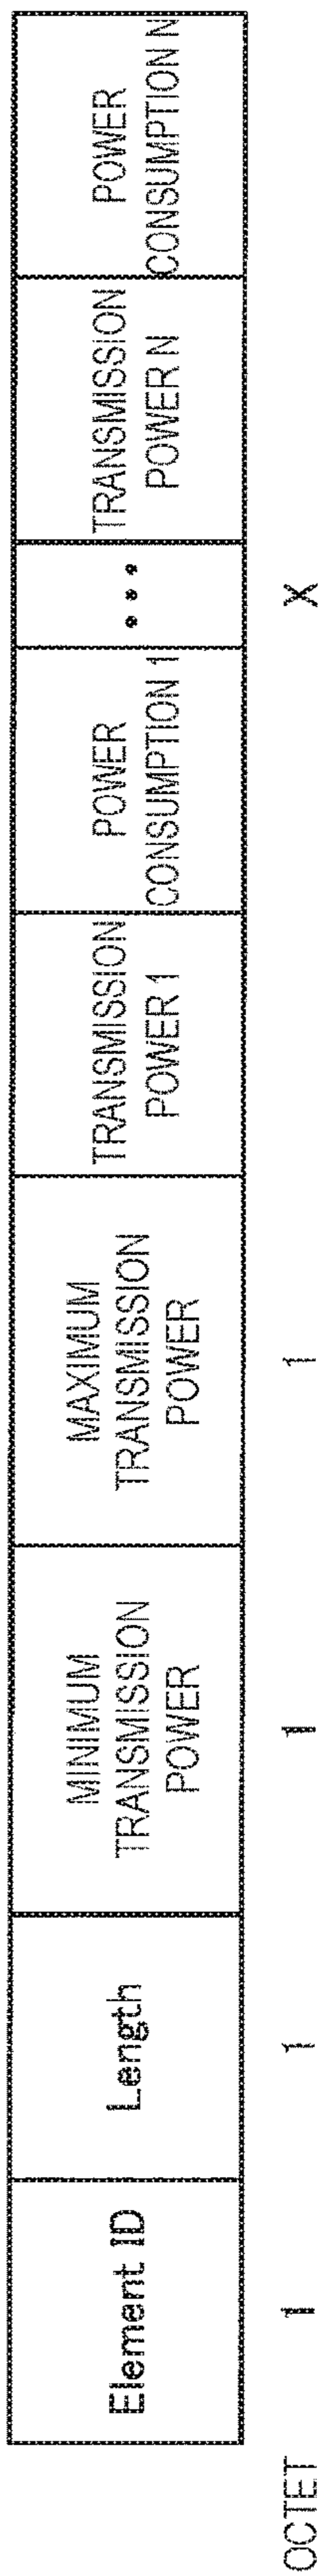 Element ID
Length
MINIMUM
TRANSMISSION
POWER
MAXIMUM
TRANSMISSION
POWER
TRANSMISSION
POWER 1
POWER
CONSUMPTION 1
• • •
TRANSMISSION
POWER N
POWER
CONSUMPTION N
OCTET 1 1 1 1 X